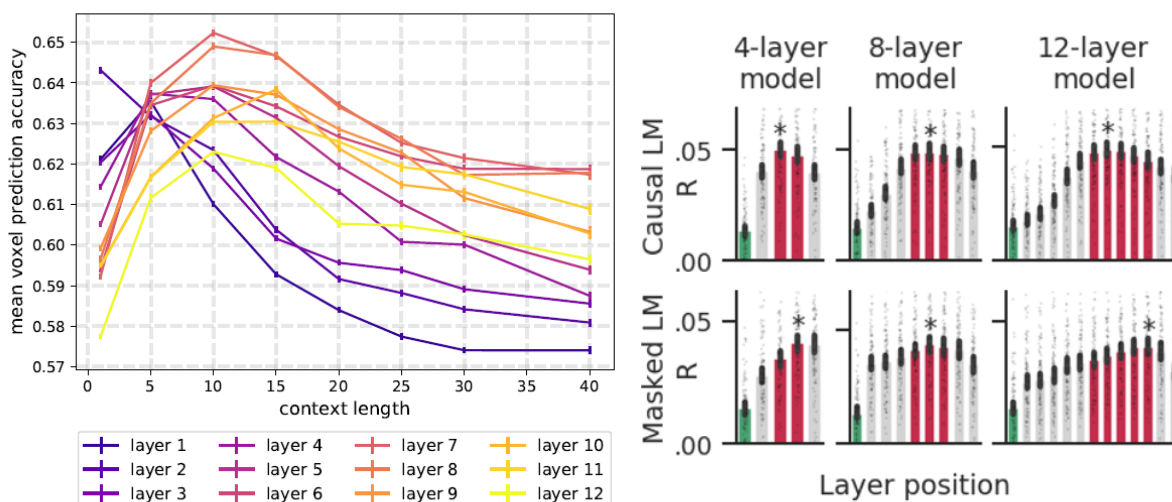 mean voxel prediction accuracy
0.65
0.64
0.63
0.62
0.61
0.60
0.59
0.58
0.57
0 5 10 15 20 25 30 35 40
context length
layer 1 layer 4 layer 7 layer 10
layer 2 layer 5 layer 8 layer 11
layer 3 layer 6 layer 9 layer 12
4-layer model
8-layer model
12-layer model
Causal LM
R
.05
.00
* * *
Masked LM
R
.05
.00
* * *
Layer position